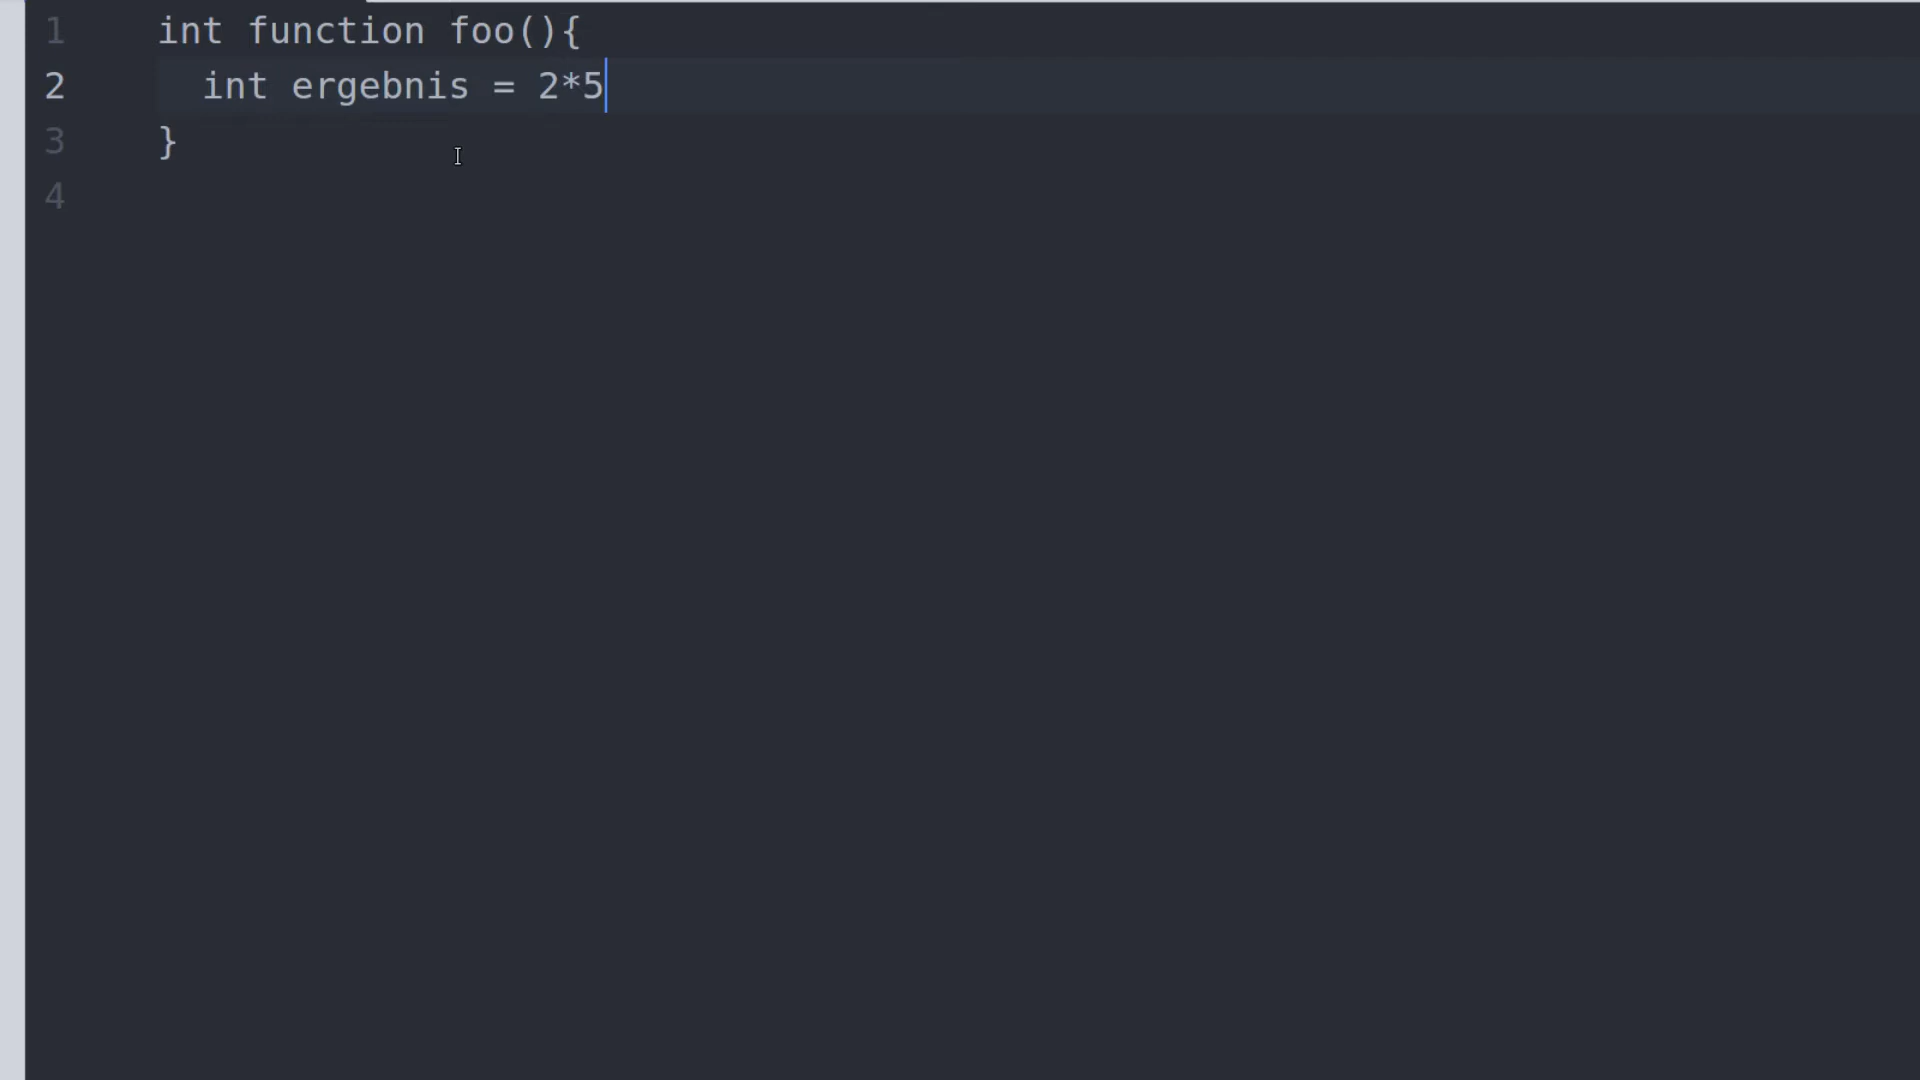 1 int function foo(){
2 int ergebnis = 2*5
3 }
4